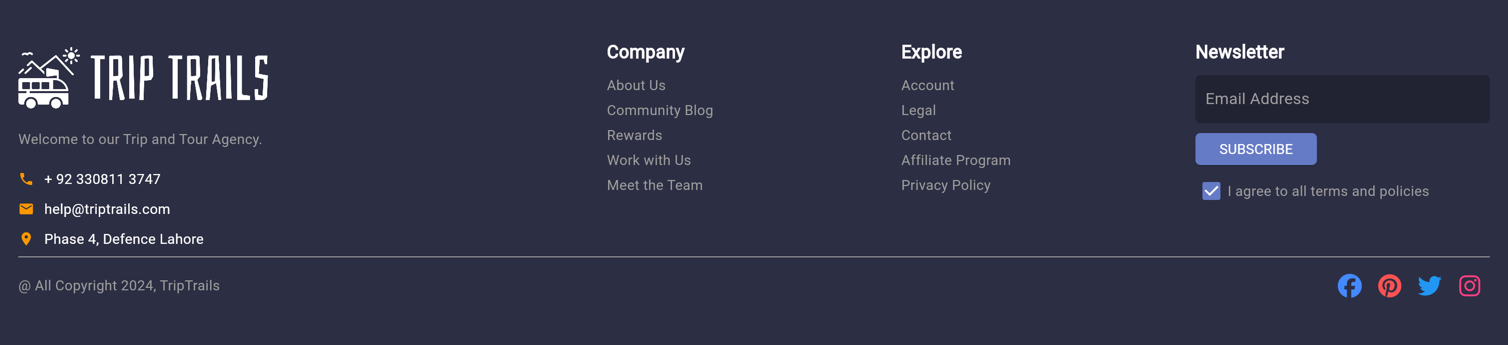 TRIP TRAILS
Welcome to our Trip and Tour Agency.
+ 92 330811 3747
help@triptrails.com
Phase 4, Defence Lahore
Company
About Us
Community Blog
Rewards
Work with Us
Meet the Team
Explore
Account
Legal
Contact
Affiliate Program
Privacy Policy
Newsletter
Email Address
SUBSCRIBE
I agree to all terms and policies
@ All Copyright 2024, TripTrails